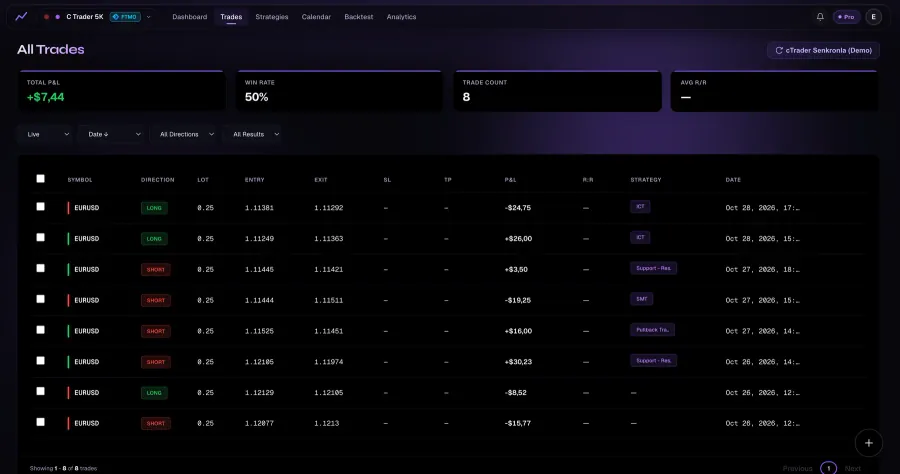 C Trader 5K FTMO Dashboard Trades Strategies Calendar Backtest Analytics Pro E
All Trades
cTrader Senkronla (Demo)
TOTAL P&L WIN RATE TRADE COUNT AVG R/R
+$7,44 50% 8 —
Live Date ↓ All Directions All Results
SYMBOL DIRECTION LOT ENTRY EXIT SL TP P&L R:R STRATEGY DATE
EURUSD LONG 0.25 1.11381 1.11292 – – -$24,75 — ICT Oct 28, 2026, 17:…
EURUSD LONG 0.25 1.11249 1.11363 – – +$26,00 — ICT Oct 28, 2026, 15:…
EURUSD SHORT 0.25 1.11445 1.11421 – – +$3,50 — Support - Res Oct 27, 2026, 18:…
EURUSD SHORT 0.25 1.11444 1.11511 – – -$19,25 — SMT Oct 27, 2026, 15:…
EURUSD SHORT 0.25 1.11525 1.11451 – – +$16,00 — Pullback Tra… Oct 27, 2026, 14:…
EURUSD SHORT 0.25 1.12105 1.11974 – – +$30,23 — Support - Res Oct 26, 2026, 14:…
EURUSD LONG 0.25 1.12129 1.12105 – – -$8,52 — — Oct 26, 2026, 12:…
EURUSD SHORT 0.25 1.12077 1.1213 – – -$15,77 — — Oct 26, 2026, 12:…
Showing 1 - 8 of 8 trades Previous 1 Next